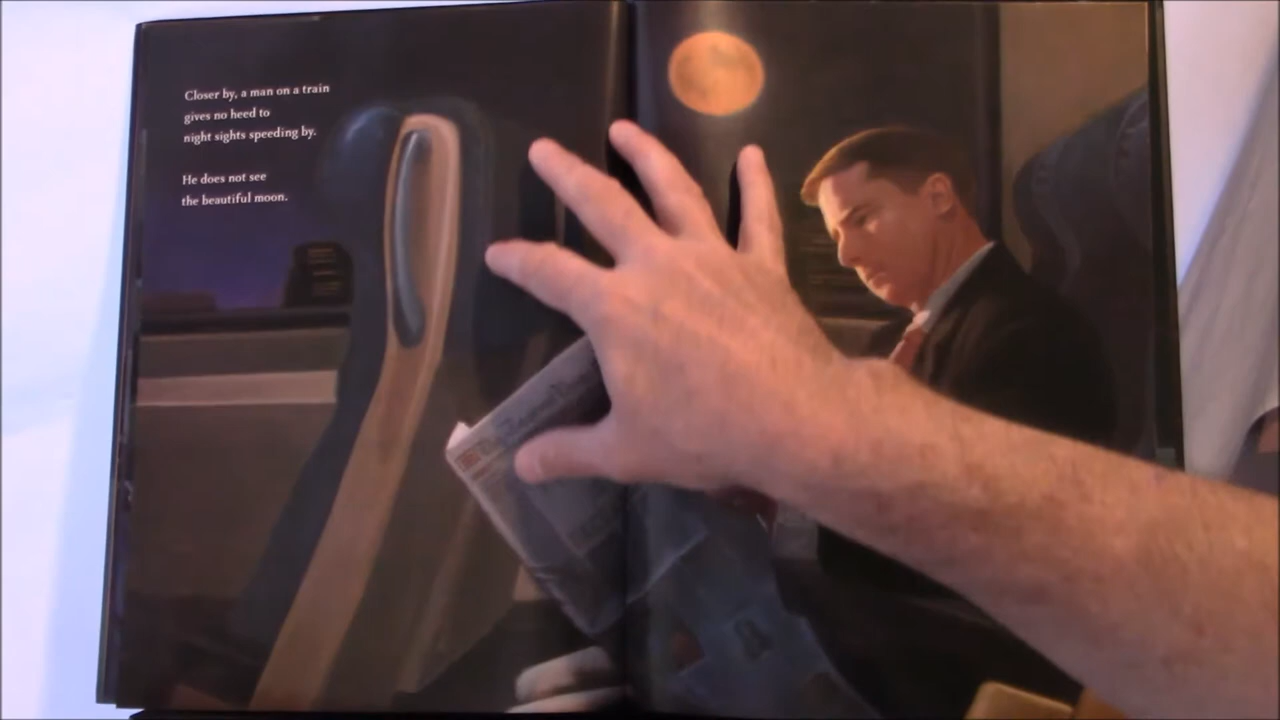 Closer by, a man on a train
gives no heed to
night sights speeding by.
He does not see
the beautiful moon.